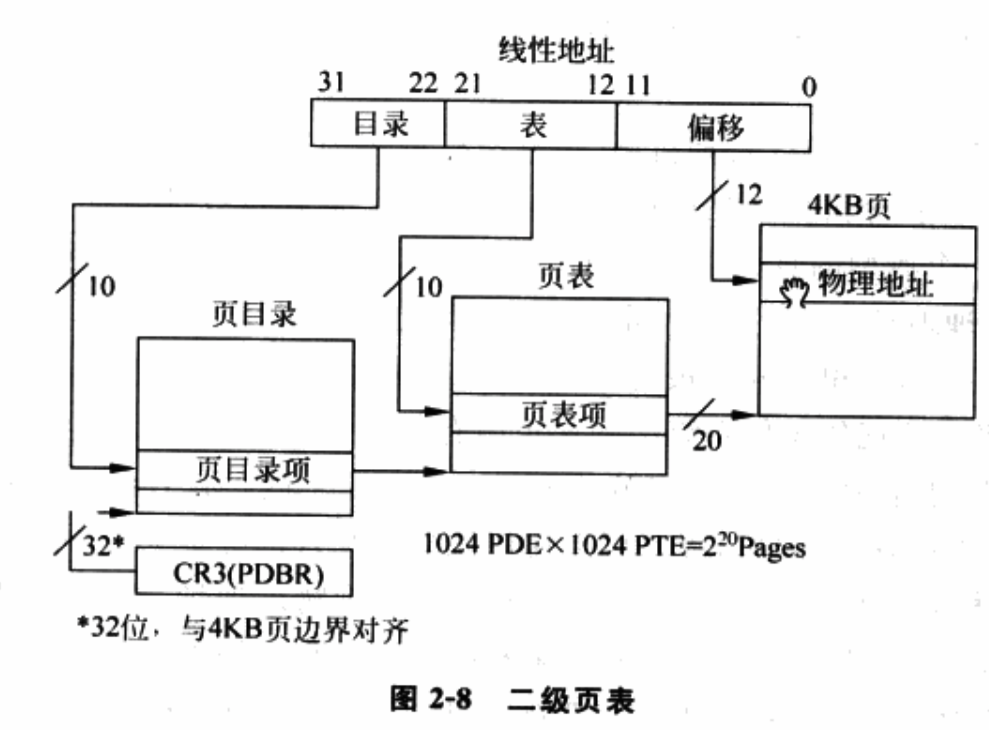 线性地址
31 22 21 12 11 0
目录 表 偏移
12
4KB页
10
10
页表
物理地址
页目录
页表项
20
页目录项
32*
1024 PDE×1024 PTE=2²⁰Pages
CR3(PDBR)
*32位，与4KB页边界对齐
图 2-8 二级页表